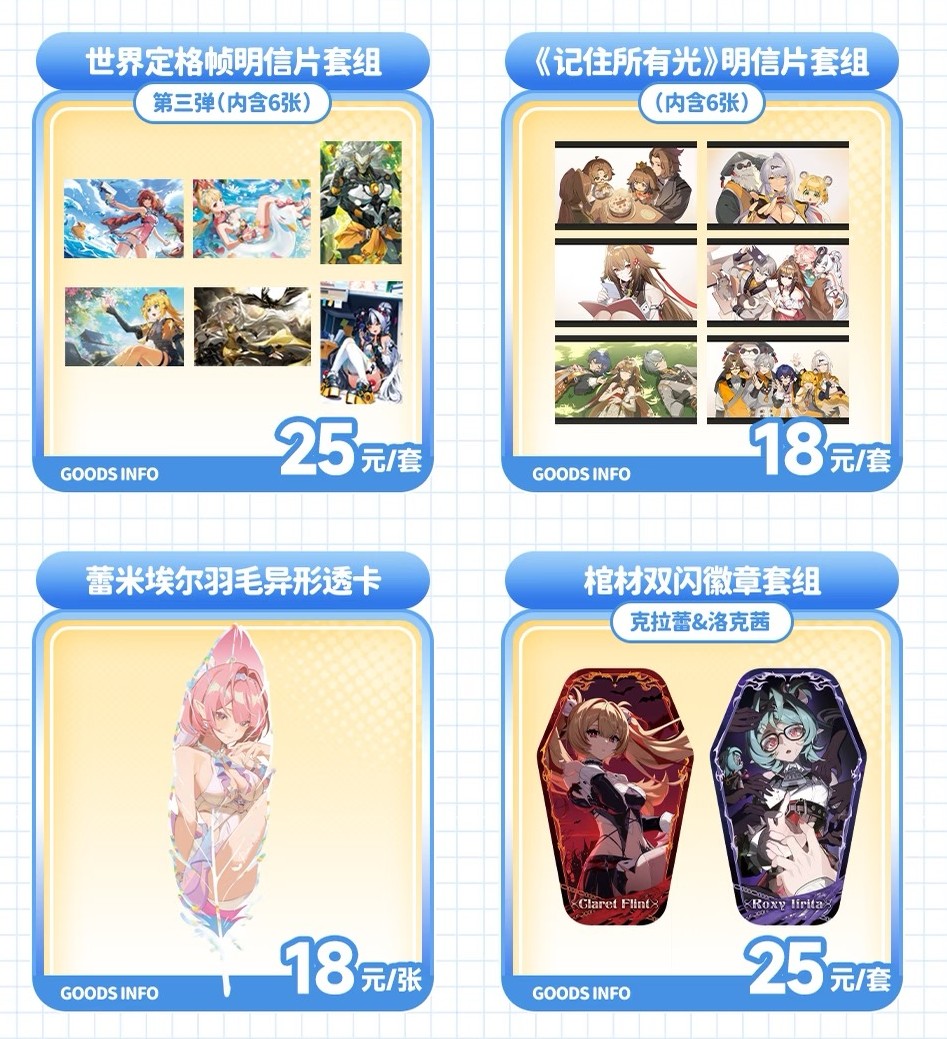 世界定格帧明信片套组
第三弹(内含6张)
25元/套
GOODS INFO
《记住所有光》明信片套组
(内含6张)
18元/套
GOODS INFO
蕾米埃尔羽毛异形透卡
18元/张
GOODS INFO
棺材双闪徽章套组
克拉蕾&洛克茜
Claret Flint
Roxy Iirita
25元/套
GOODS INFO